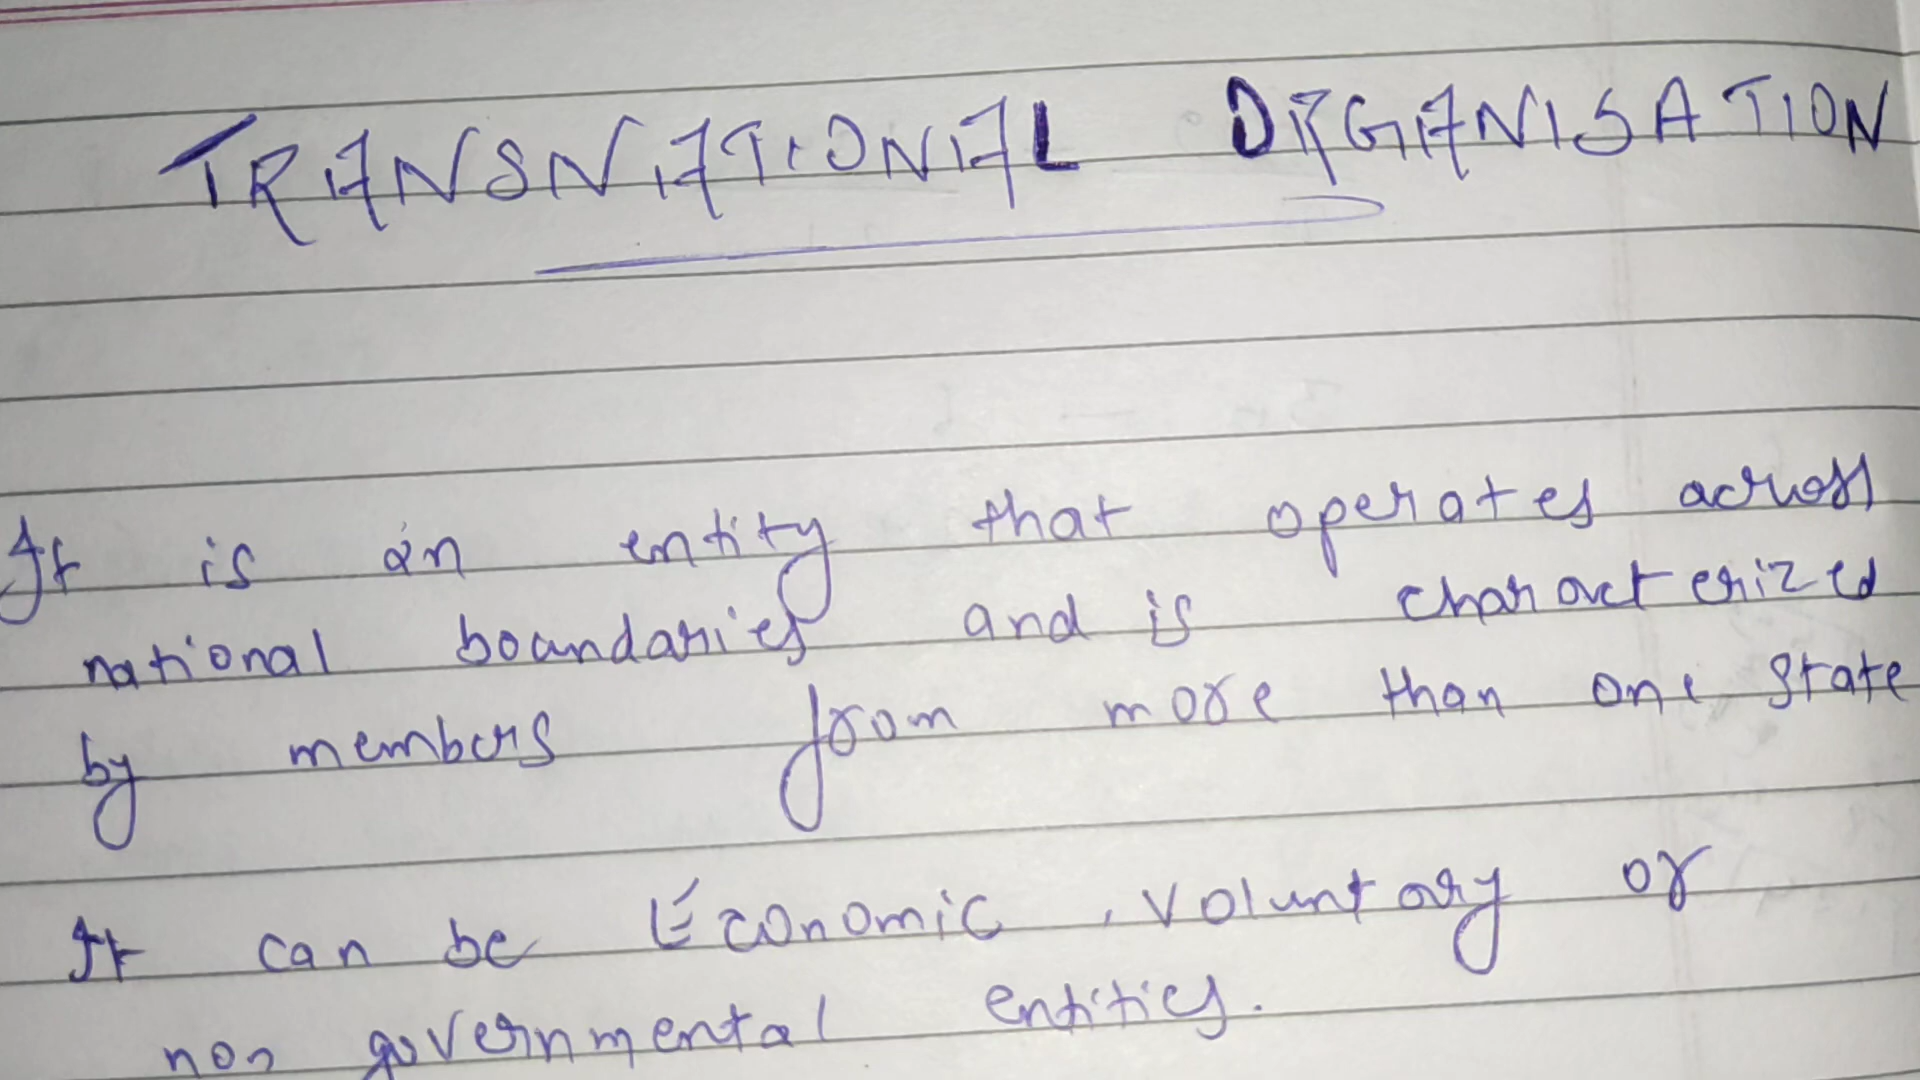 TRANSNATIONAL ORGANISATION
It is an entity that operates across
national boundaries and is characterized
by members from more than one state
It can be Economic, voluntary or
non governmental entities.